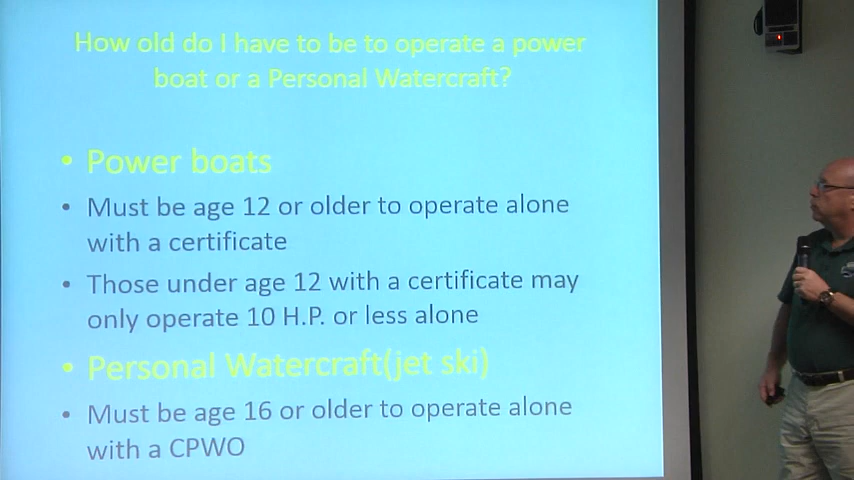 How old do I have to be to operate a power
boat or a Personal Watercraft?
• Power boats
• Must be age 12 or older to operate alone
with a certificate
• Those under age 12 with a certificate may
only operate 10 H.P. or less alone
• Personal Watercraft(jet ski)
• Must be age 16 or older to operate alone
with a CPWO